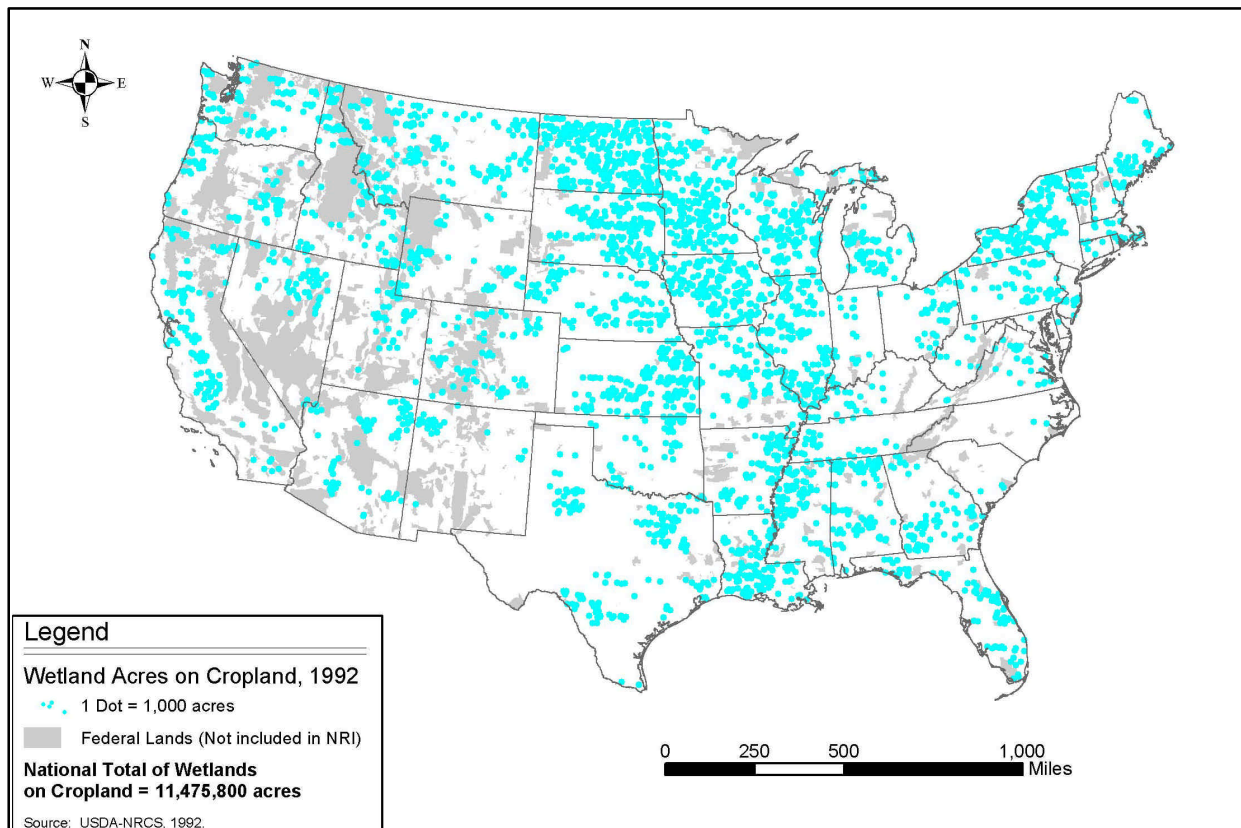 N
W E
S
Legend
Wetland Acres on Cropland, 1992
1 Dot = 1,000 acres
Federal Lands (Not included in NRI)
National Total of Wetlands
on Cropland = 11,475,800 acres
Source: USDA-NRCS, 1992.
0 250 500 1,000
Miles